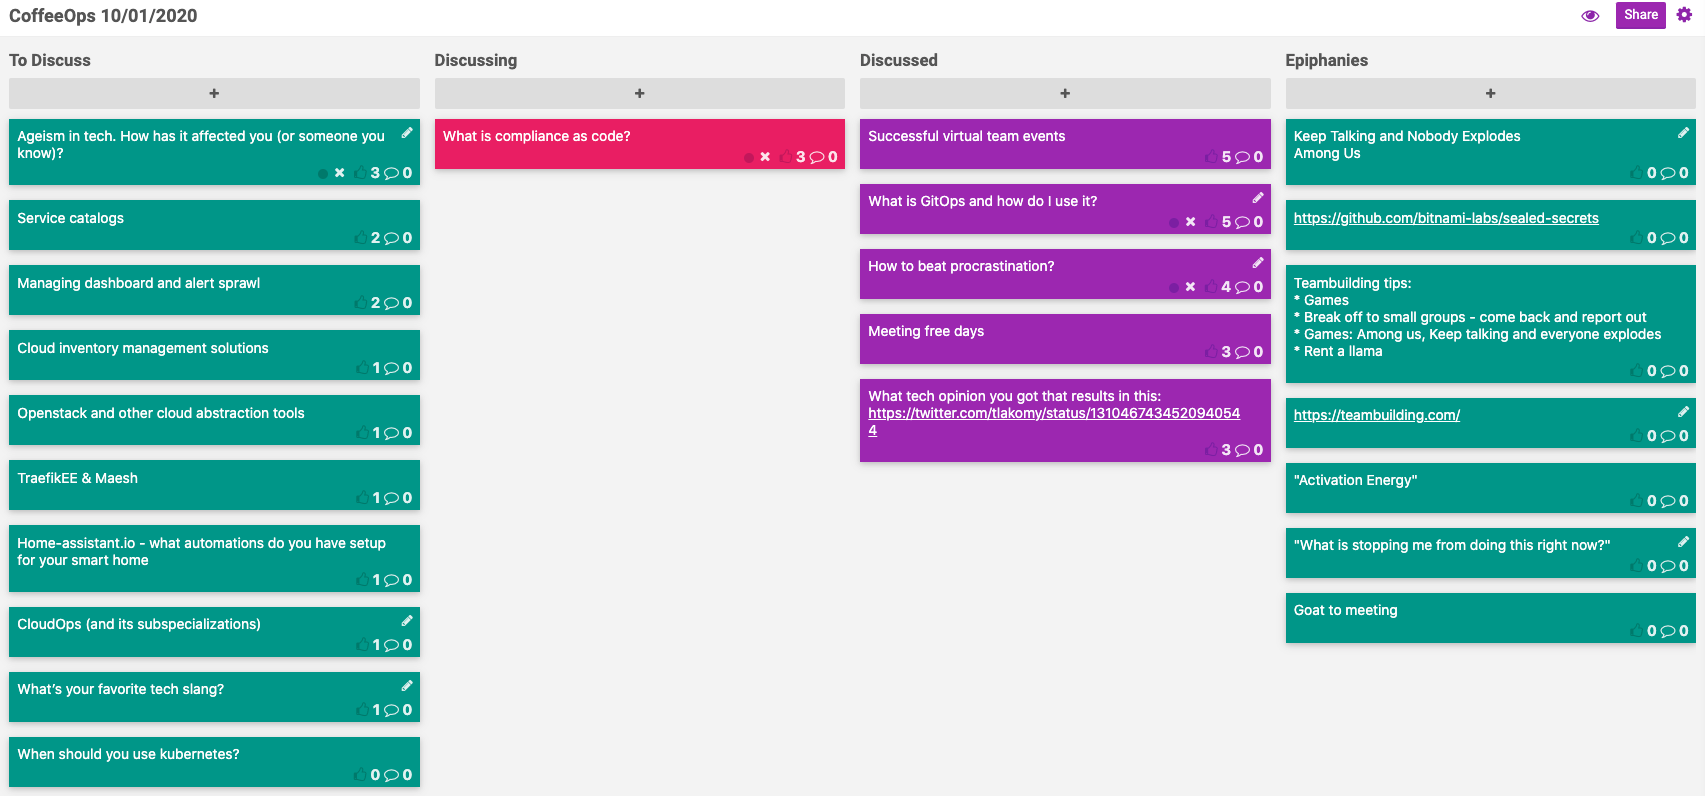 CoffeeOps 10/01/2020
Share
To Discuss
+
Ageism in tech. How has it affected you (or someone you
know)?
3 0
Service catalogs
2 0
Managing dashboard and alert sprawl
2 0
Cloud inventory management solutions
1 0
Openstack and other cloud abstraction tools
1 0
TraefikEE & Maesh
1 0
Home-assistant.io - what automations do you have setup
for your smart home
1 0
CloudOps (and its subspecializations)
1 0
What's your favorite tech slang?
1 0
When should you use kubernetes?
0 0
Discussing
+
What is compliance as code?
3 0
Discussed
+
Successful virtual team events
5 0
What is GitOps and how do I use it?
5 0
How to beat procrastination?
4 0
Meeting free days
3 0
What tech opinion you got that results in this:
https://twitter.com/tlakomy/status/131046743452094054
4
3 0
Epiphanies
+
Keep Talking and Nobody Explodes
Among Us
0 0
https://github.com/bitnami-labs/sealed-secrets
0 0
Teambuilding tips:
* Games
* Break off to small groups - come back and report out
* Games: Among us, Keep talking and everyone explodes
* Rent a llama
0 0
https://teambuilding.com/
0 0
"Activation Energy"
0 0
"What is stopping me from doing this right now?"
0 0
Goat to meeting
0 0